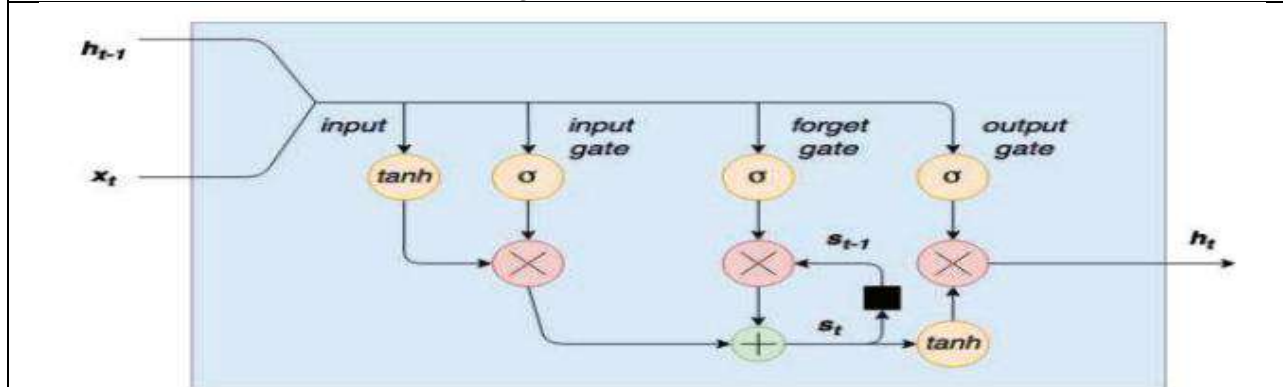 h_{t-1}
input
input gate
forget gate
output gate
x_t
tanh
σ
σ
σ
s_{t-1}
h_t
s_t
tanh